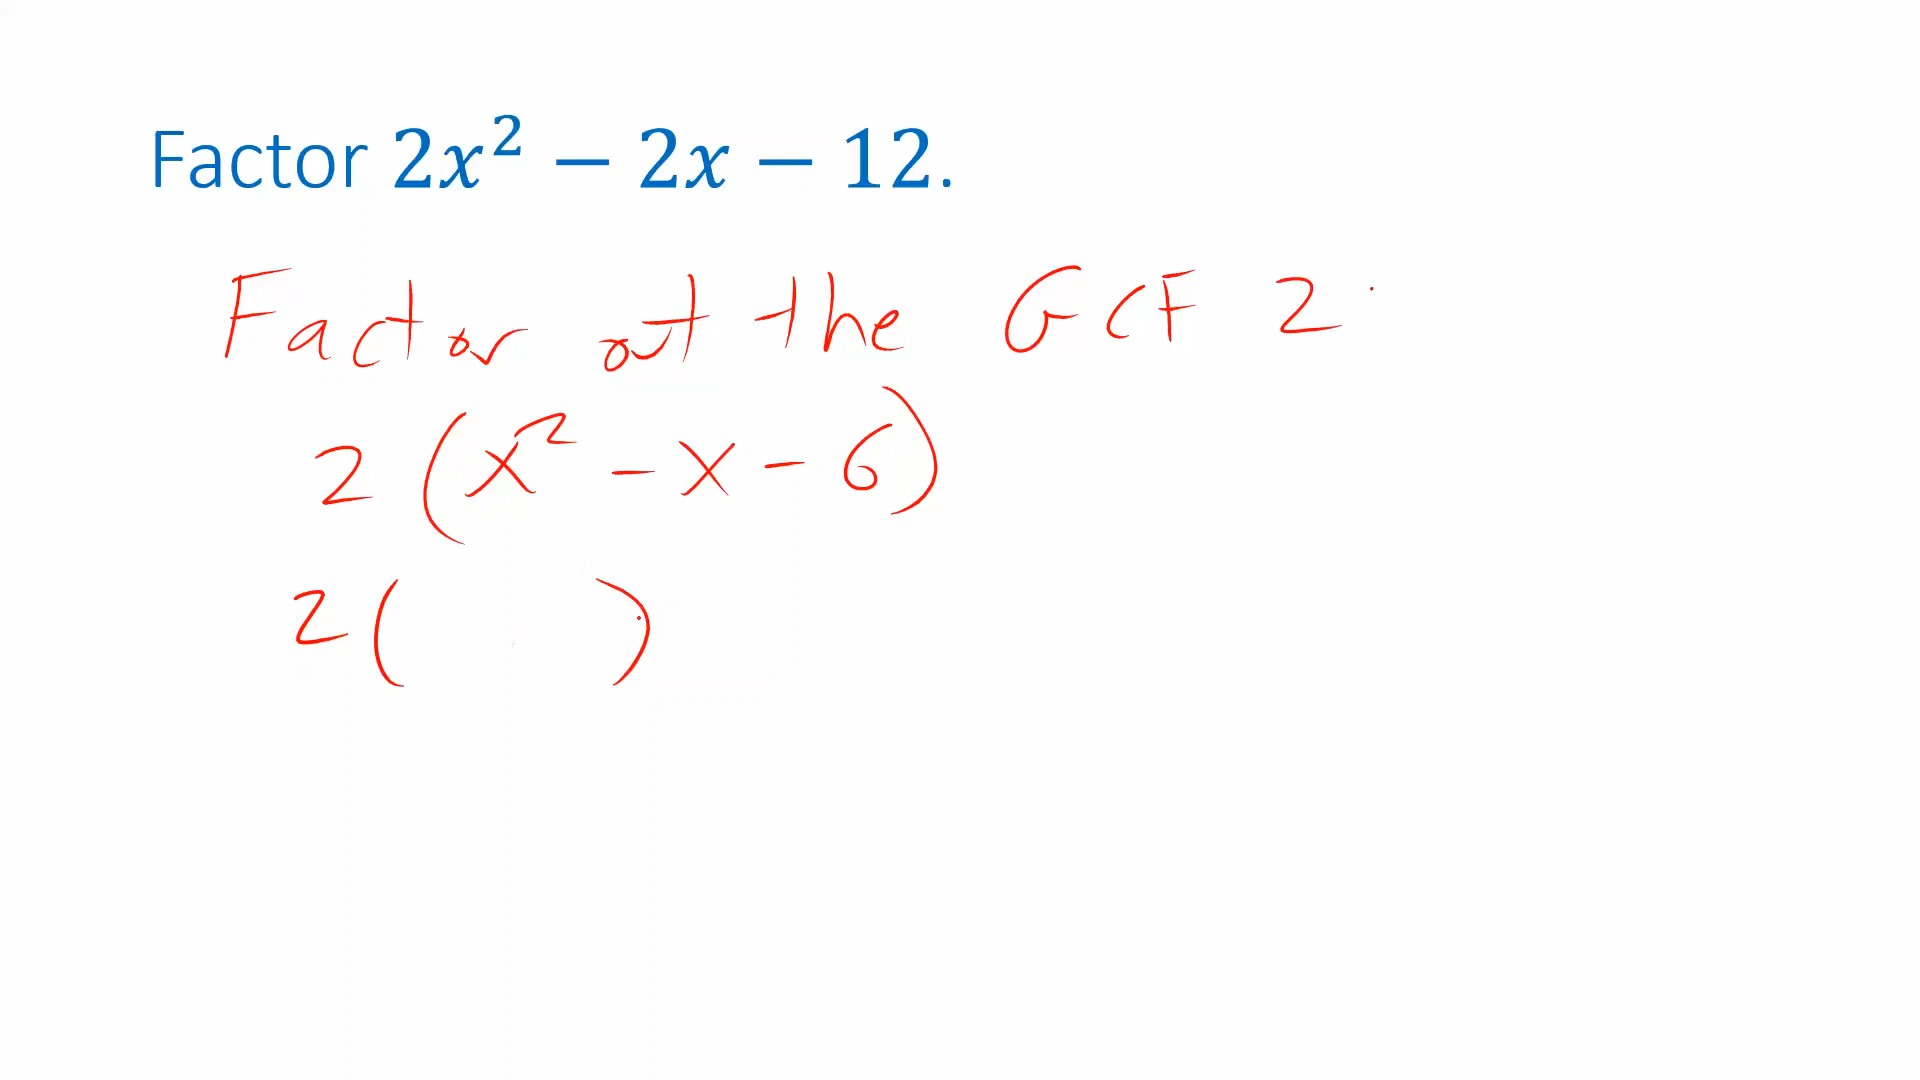 Factor 2x² − 2x − 12.
Factor out the GCF 2
2 (x² - x - 6)
2 ( )